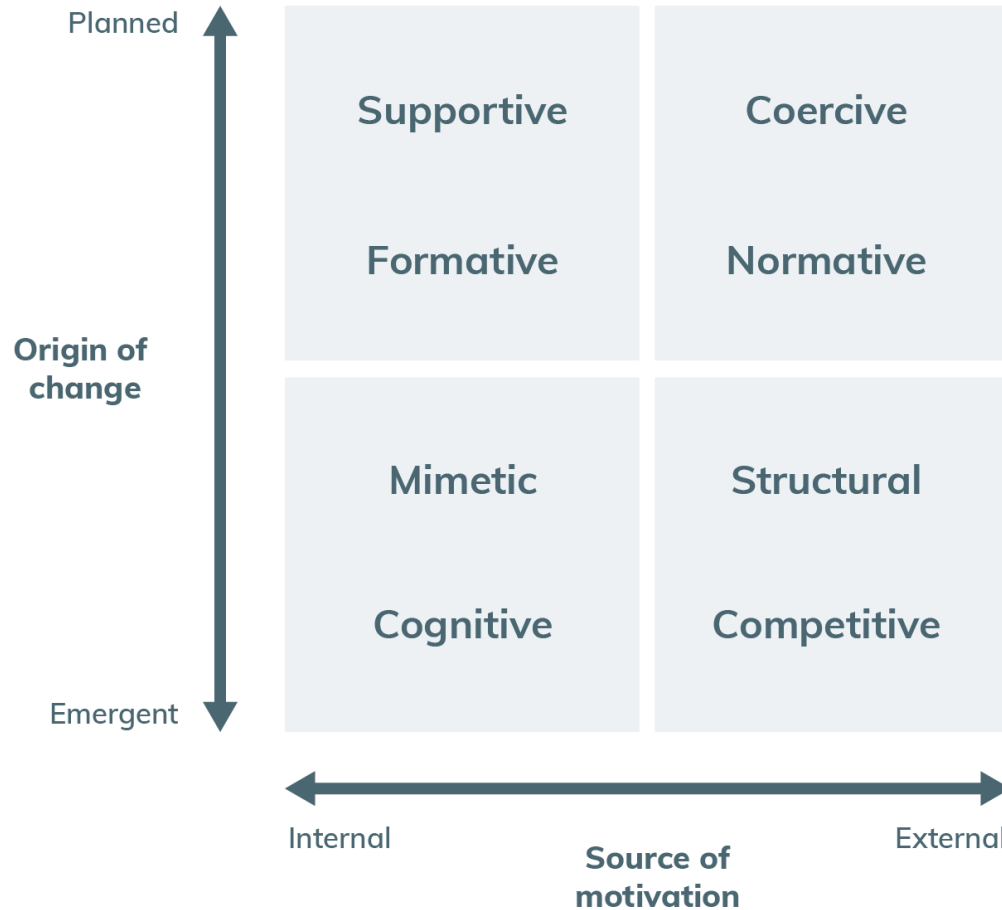 Planned
Supportive
Coercive
Formative
Normative
Origin of
change
Mimetic
Structural
Cognitive
Competitive
Emergent
Internal
External
Source of
motivation